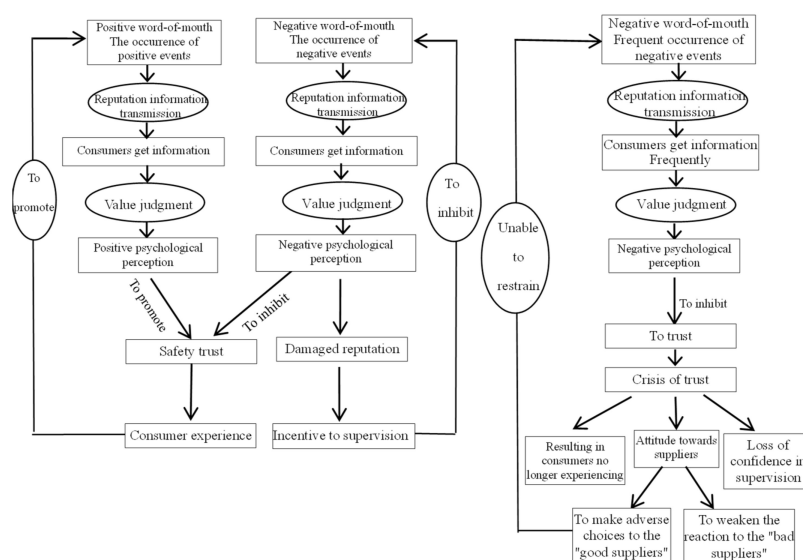 Positive word-of-mouth
The occurrence of
positive events
Reputation information
transmission
Consumers get information
Value judgment
Positive psychological
perception
To promote
Safety trust
Consumer experience
To
promote
Negative word-of-mouth
The occurrence of
negative events
Reputation information
transmission
Consumers get information
Value judgment
Negative psychological
perception
To inhibit
Damaged reputation
Incentive to supervision
To
inhibit
Negative word-of-mouth
Frequent occurrence of
negative events
Reputation information
transmission
Consumers get information
Frequently
Value judgment
Negative psychological
perception
To inhibit
To trust
Crisis of trust
Resulting in
consumers no
longer experiencing
Attitude towards
suppliers
Loss of
confidence in
supervision
To make adverse
choices to the
"good suppliers"
To weaken the
reaction to the "bad
suppliers"
Unable
to
restrain